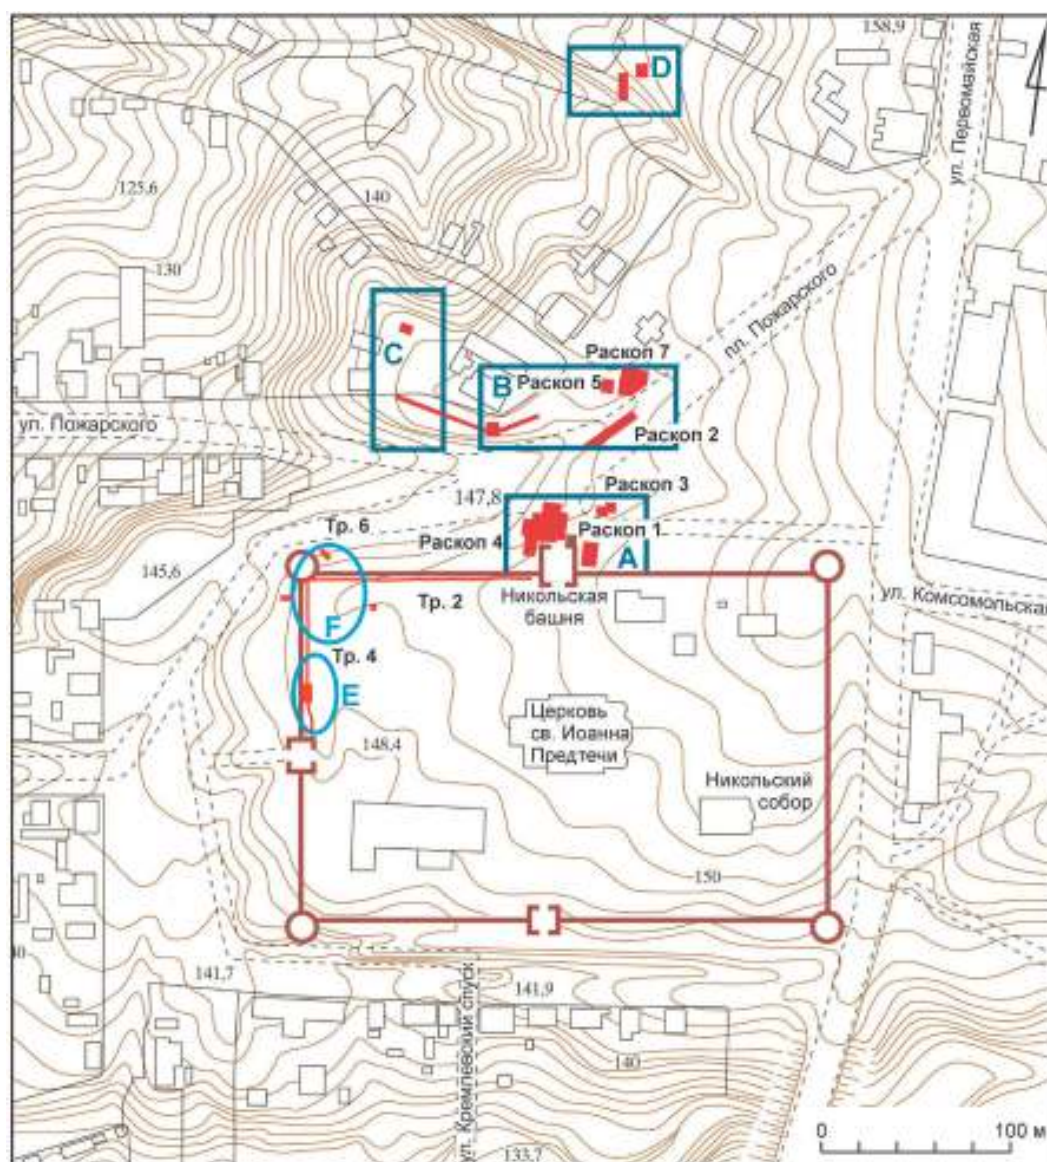 158,9
D
ул. Первомайская
125,6
140
130
пл. Пожарского
C
Раскоп 7
B
Раскоп 5
ул. Пожарского
Раскоп 2
147,8
Раскоп 3
Тр. 6
Раскоп 1
Раскоп 4
A
145,6
Тр. 2
Никольская
башня
ул. Комсомольская
F
Тр. 4
E
Церковь
св. Иоанна
Предтечи
148,4
Никольский
собор
150
40
141,7
141,9
ул. Кремлевский спуск
140
133,7
0
100 м